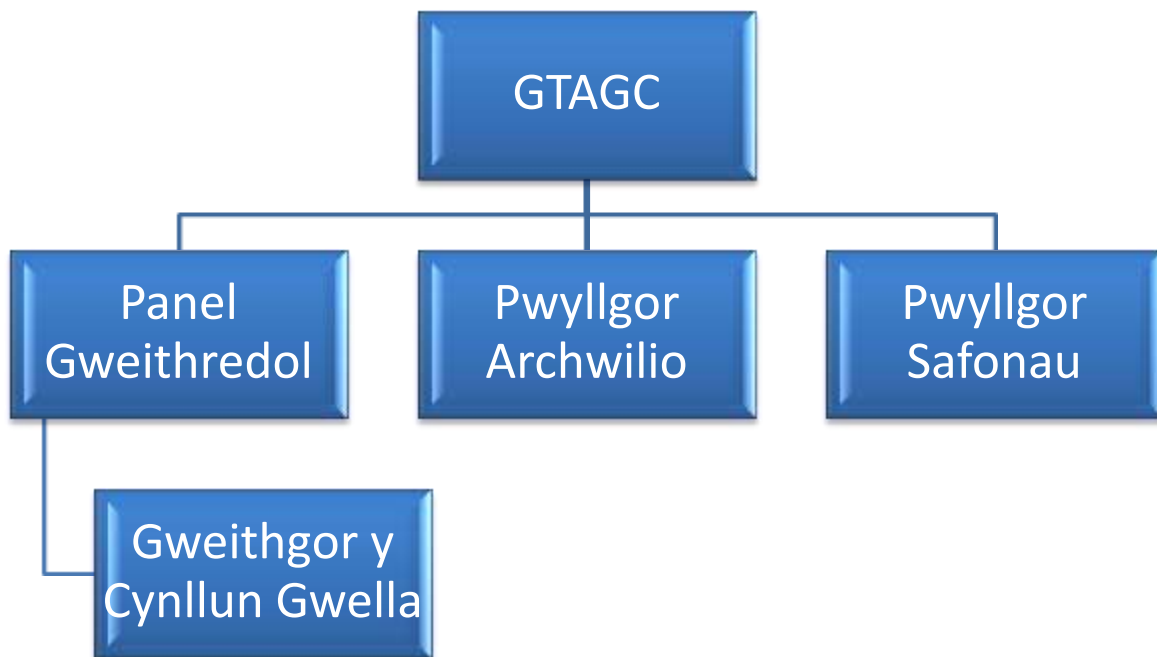 GTAGC
Panel
Gweithredol
Pwyllgor
Archwilio
Pwyllgor
Safonau
Gweithgor y
Cynllun Gwella